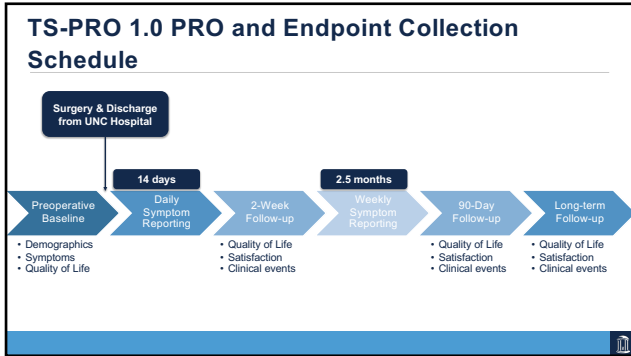 TS-PRO 1.0 PRO and Endpoint Collection
Schedule
Surgery & Discharge
from UNC Hospital
14 days
2.5 months
Preoperative
Baseline
Daily
Symptom
Reporting
2-Week
Follow-up
Weekly
Symptom
Reporting
90-Day
Follow-up
Long-term
Follow-up
• Demographics
• Symptoms
• Quality of Life
• Quality of Life
• Satisfaction
• Clinical events
• Quality of Life
• Satisfaction
• Clinical events
• Quality of Life
• Satisfaction
• Clinical events